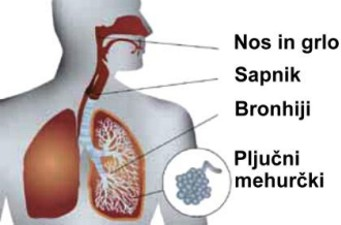 Nos in grlo
Sapnik
Bronhiji
Pljučni
mehurčki